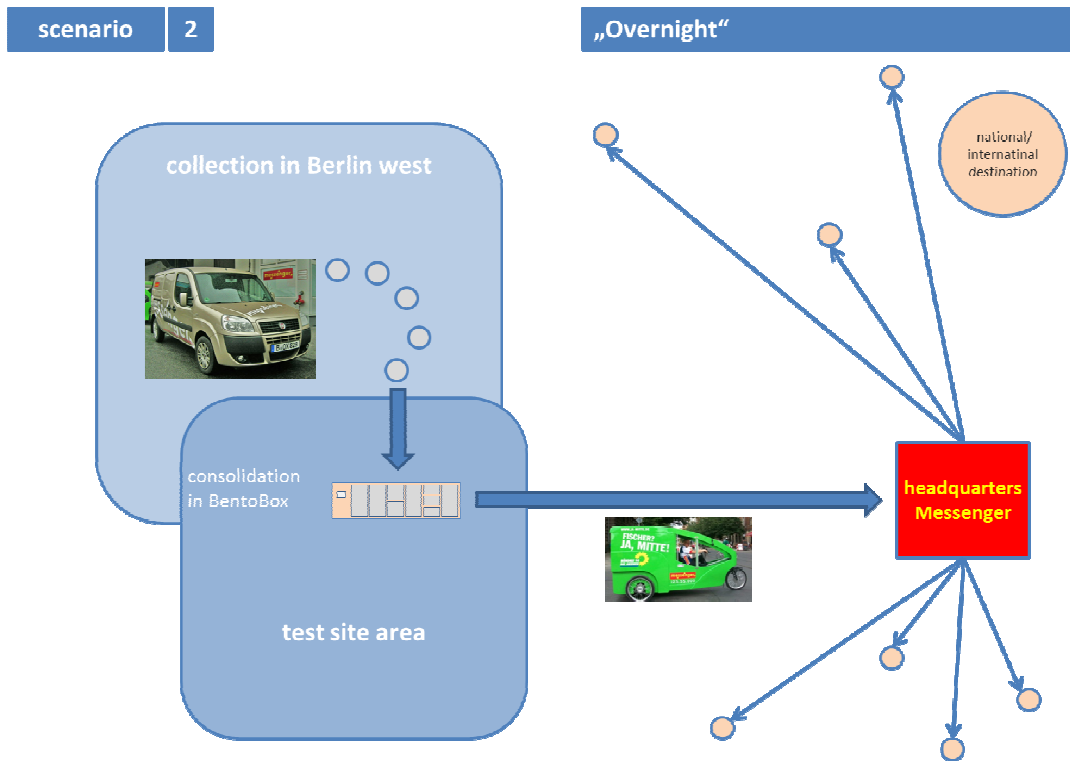 scenario 2
„Overnight“
national/
internatinal
destination
collection in Berlin west
consolidation
in BentoBox
headquarters
Messenger
FISCHER?
JA, MITTE!
test site area